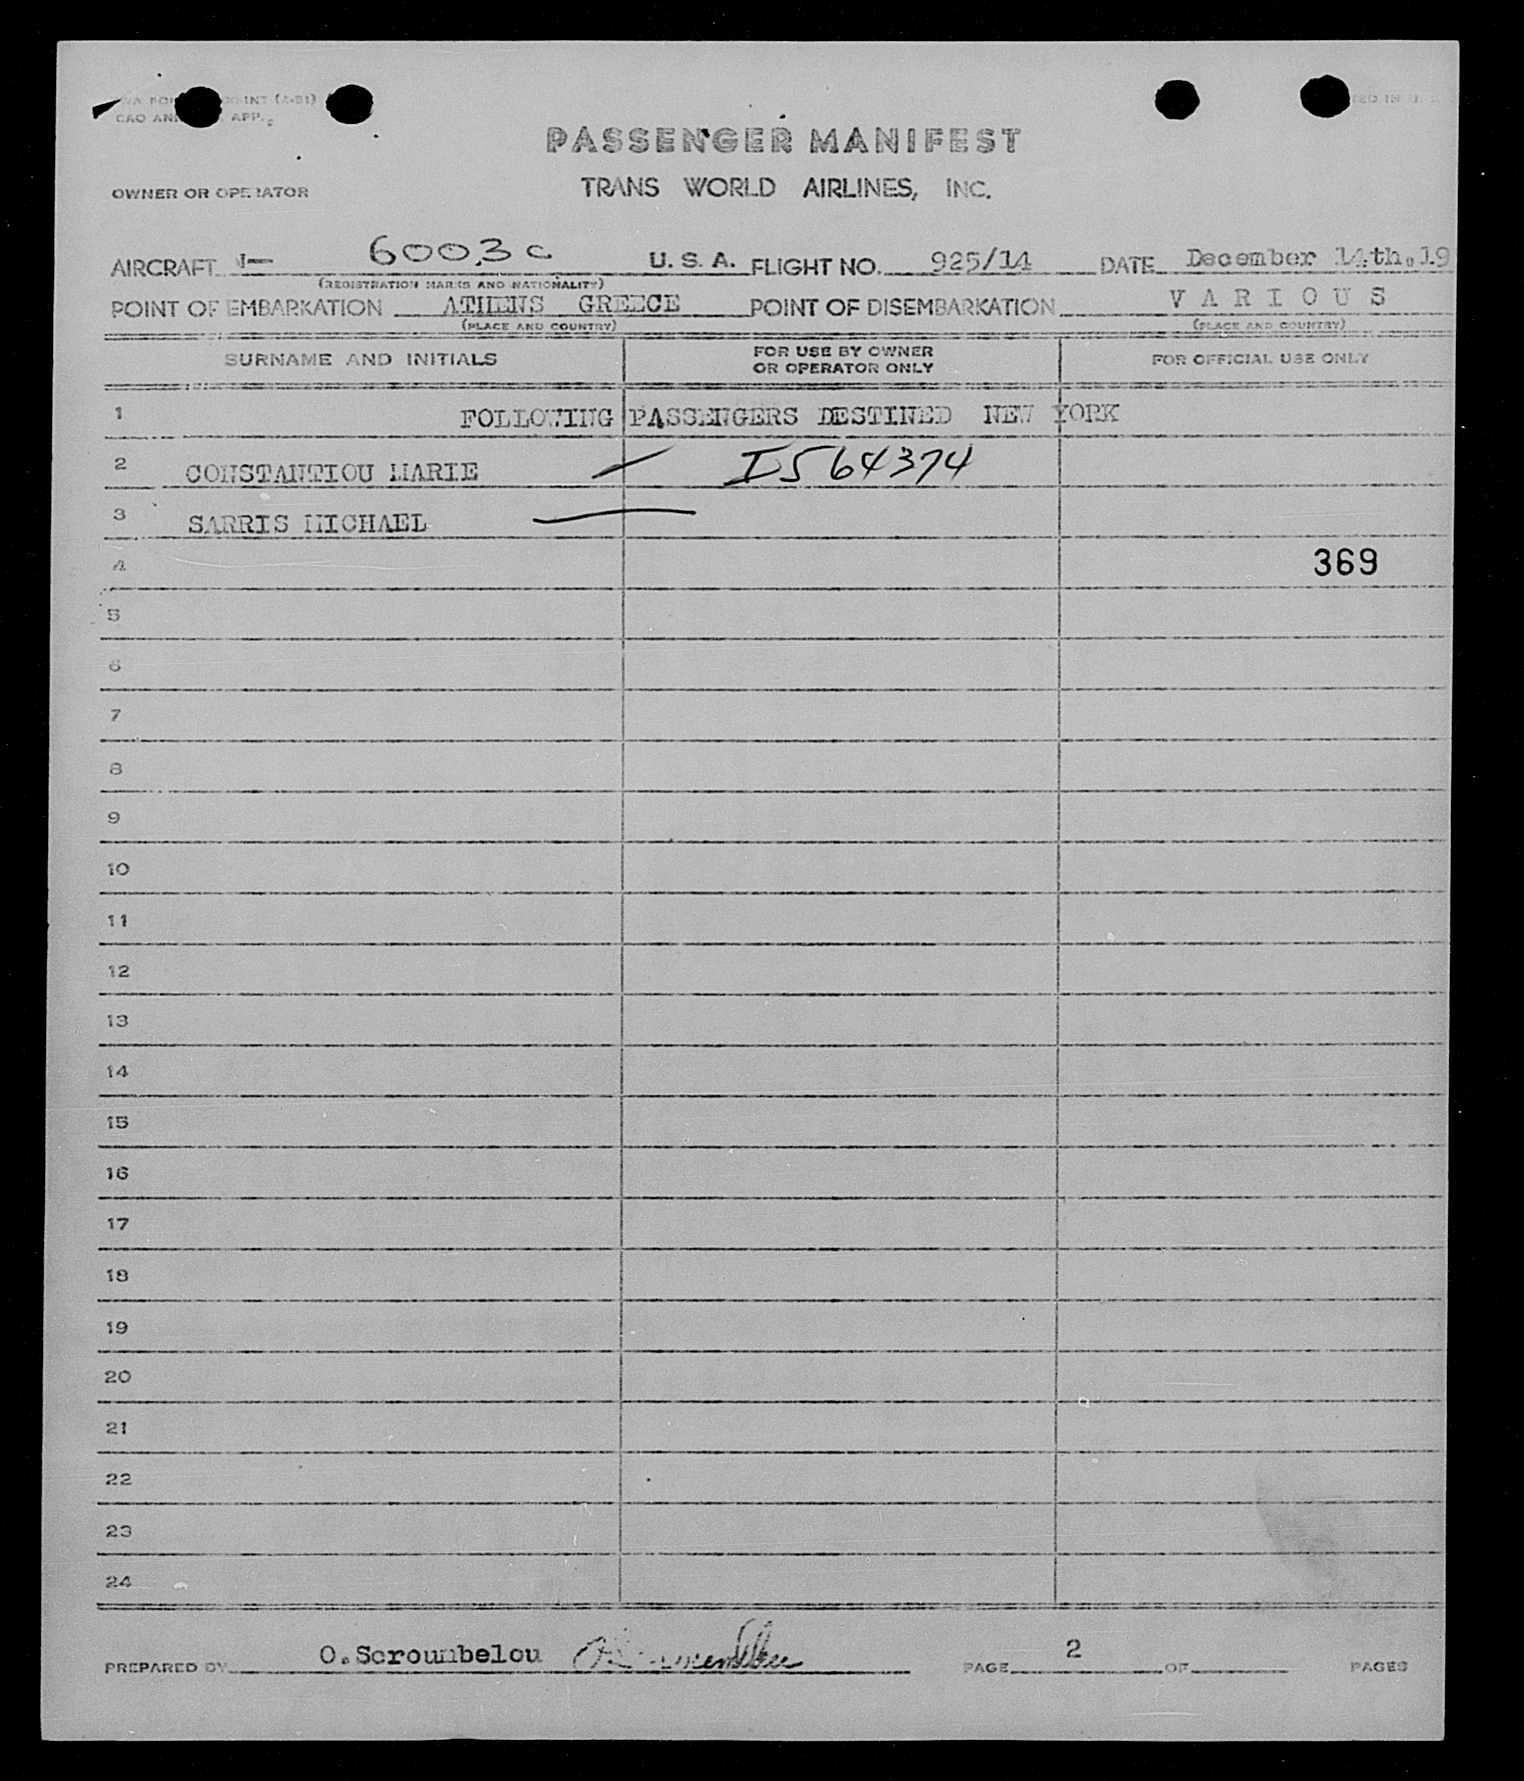 CAO AN APP.
PASSENGER MANIFEST
OWNER OR OPERATOR TRANS WORLD AIRLINES, INC.
AIRCRAFT N- 6003C U. S. A. FLIGHT NO. 925/14 DATE December 14th.19
(REGISTRATION MARKS AND NATIONALITY)
POINT OF EMBARKATION ATHENS GREECE POINT OF DISEMBARKATION V A R I O U S
(PLACE AND COUNTRY) (PLACE AND COUNTRY)
SURNAME AND INITIALS FOR USE BY OWNER OR OPERATOR ONLY FOR OFFICIAL USE ONLY
1 FOLLOWING PASSENGERS DESTINED NEW YORK
2 CONSTANTIOU MARIE I564374
3 SARRIS MICHAEL
4 369
5
6
7
8
9
10
11
12
13
14
15
16
17
18
19
20
21
22
23
24
PREPARED BY O.Scroumbelou PAGE 2 OF PAGES